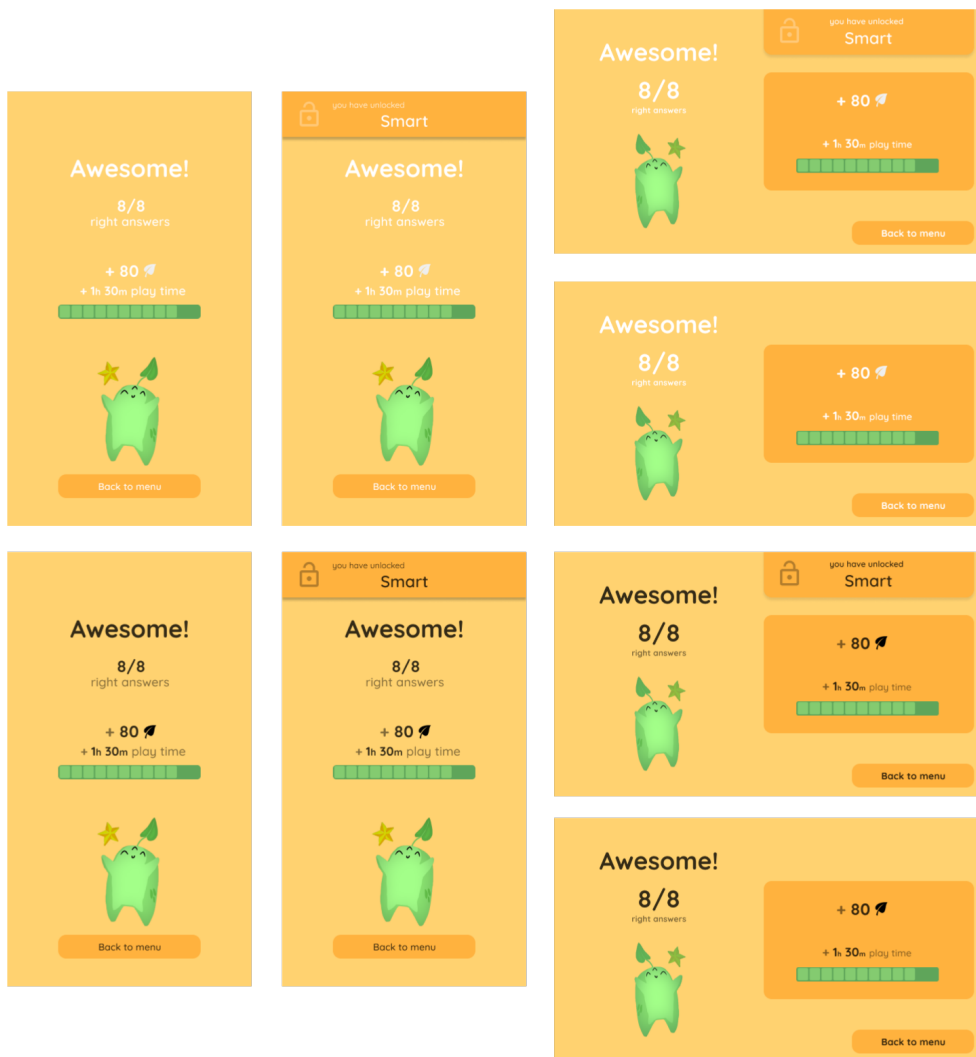 Awesome!
8/8
right answers
+ 80
+ 1h 30m play time
Back to menu
you have unlocked
Smart
Awesome!
8/8
right answers
+ 80
+ 1h 30m play time
Back to menu
Awesome!
8/8
right answers
you have unlocked
Smart
+ 80
+ 1h 30m play time
Back to menu
Awesome!
8/8
right answers
+ 80
+ 1h 30m play time
Back to menu
Awesome!
8/8
right answers
+ 80
+ 1h 30m play time
Back to menu
you have unlocked
Smart
Awesome!
8/8
right answers
+ 80
+ 1h 30m play time
Back to menu
Awesome!
8/8
right answers
you have unlocked
Smart
+ 80
+ 1h 30m play time
Back to menu
Awesome!
8/8
right answers
+ 80
+ 1h 30m play time
Back to menu